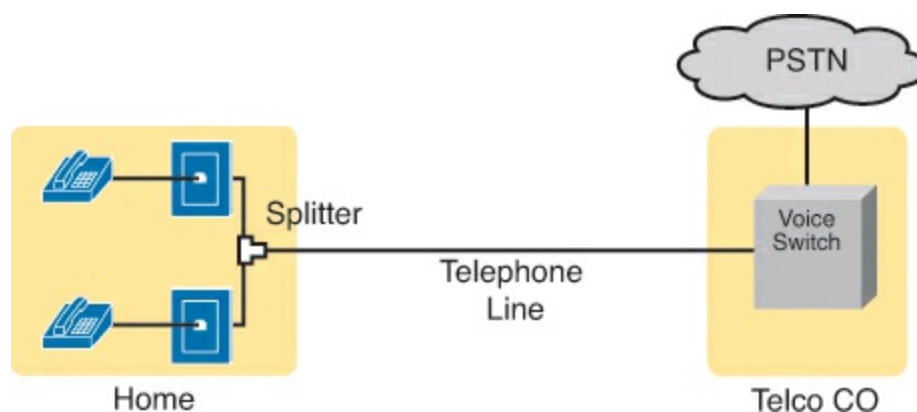 PSTN
Splitter
Voice
Switch
Telephone
Line
Home
Telco CO